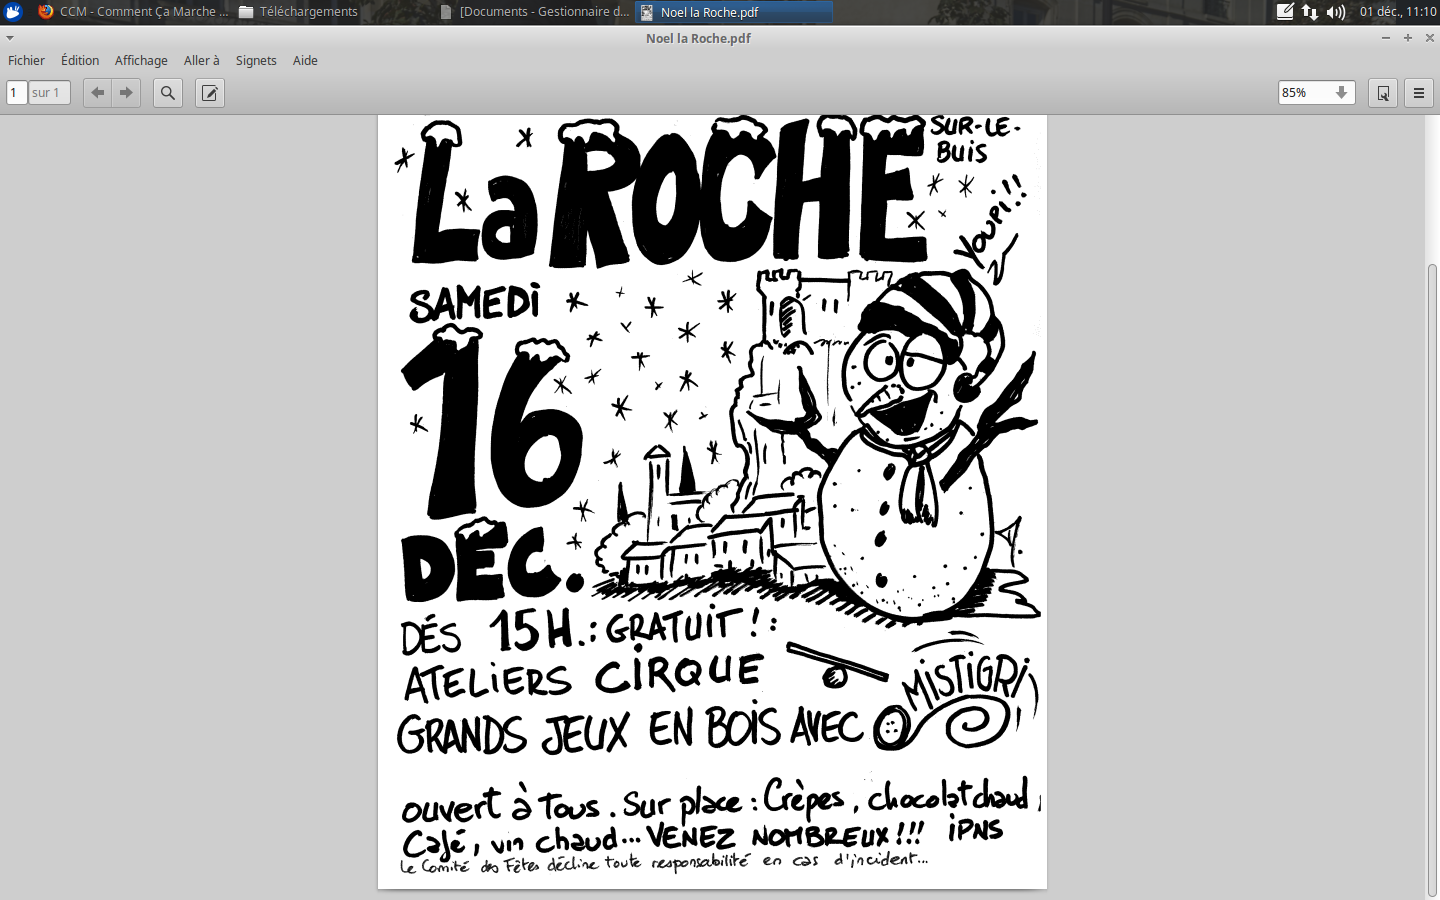 CCM - Comment Ça Marche ...
Téléchargements
[Documents - Gestionnaire d...
Noel la Roche.pdf
01 déc., 11:10
Noel la Roche.pdf
Fichier Édition Affichage Aller à Signets Aide
1 sur 1
85%
La ROCHE
SUR-LE-
BUiS
YOUPi!!
SAMEDi
16
DÉC.
DÉS 15H.: GRATUiT! :
ATELiERS CiRQUE
MiSTiGRi
GRANDS JEUX EN BOiS AVEC
ouvert à Tous. Sur place : Crèpes, chocolat chaud,
Café, vin chaud... VENEZ NOMBREUX!!! iPNS
Le Comité des Fêtes décline toute responsabilité en cas d'incident...